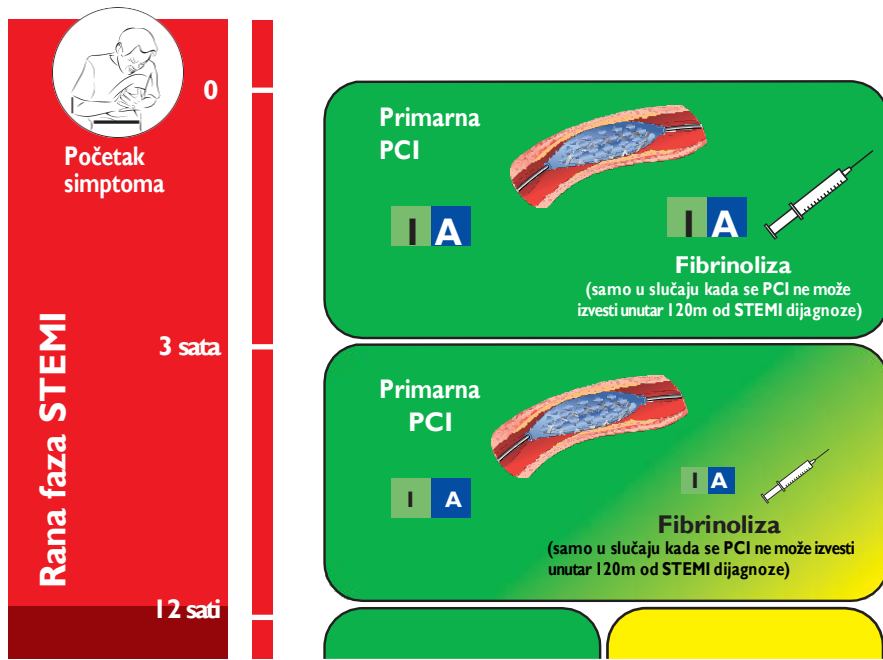 0
Početak
simptoma
Rana faza STEMI
3 sata
12 sati
Primarna
PCI
I A
I A
Fibrinoliza
(samo u slučaju kada se PCI ne može
izvesti unutar 120m od STEMI dijagnoze)
Primarna
PCI
I A
I A
Fibrinoliza
(samo u slučaju kada se PCI ne može izvesti
unutar 120m od STEMI dijagnoze)